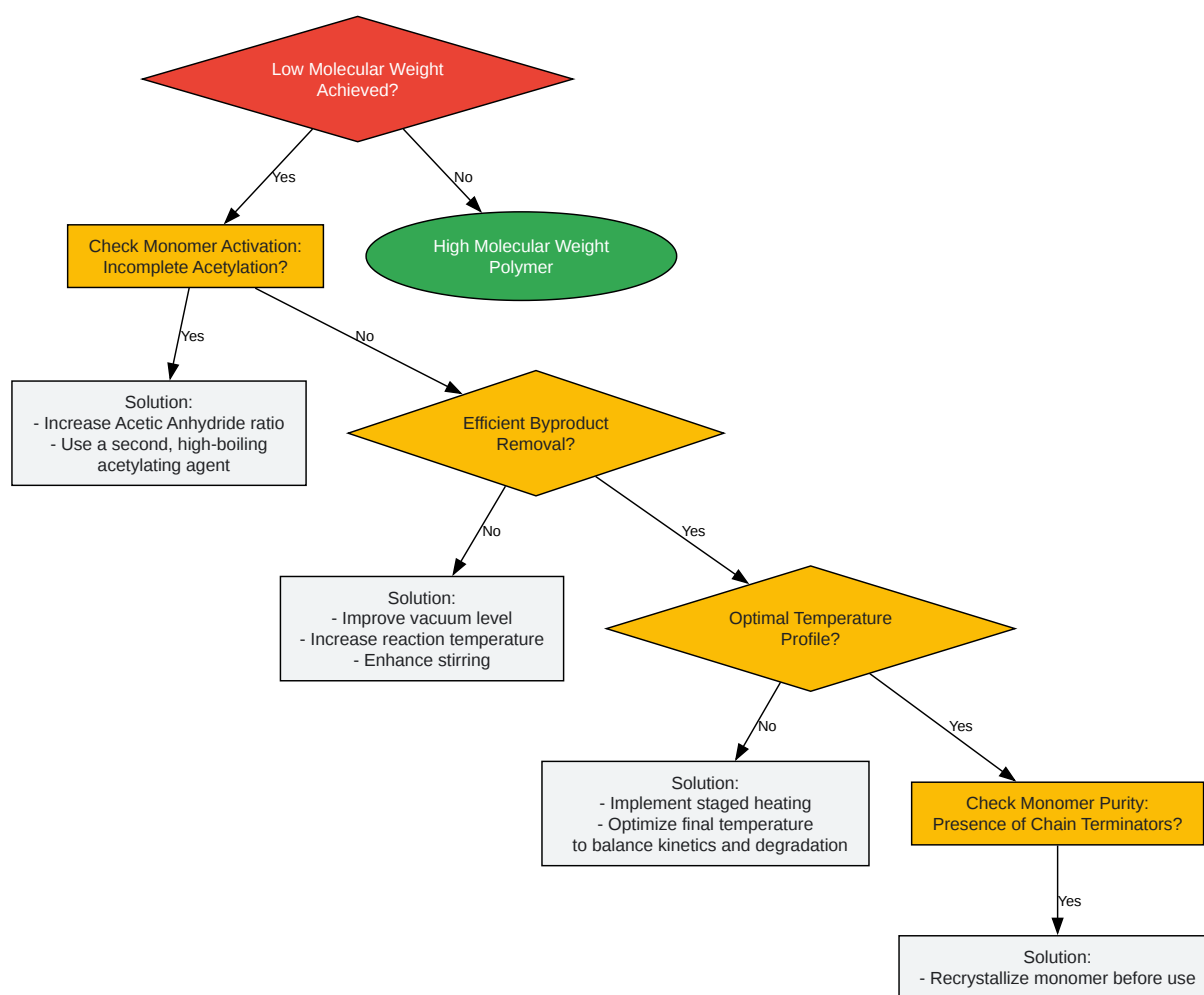 Low Molecular Weight
Achieved?
Yes
No
Check Monomer Activation:
Incomplete Acetylation?
High Molecular Weight
Polymer
Yes
No
Solution:
- Increase Acetic Anhydride ratio
- Use a second, high-boiling
acetylating agent
Efficient Byproduct
Removal?
No
Yes
Solution:
- Improve vacuum level
- Increase reaction temperature
- Enhance stirring
Optimal Temperature
Profile?
No
Yes
Solution:
- Implement staged heating
- Optimize final temperature
to balance kinetics and degradation
Check Monomer Purity:
Presence of Chain Terminators?
Yes
Solution:
- Recrystallize monomer before use